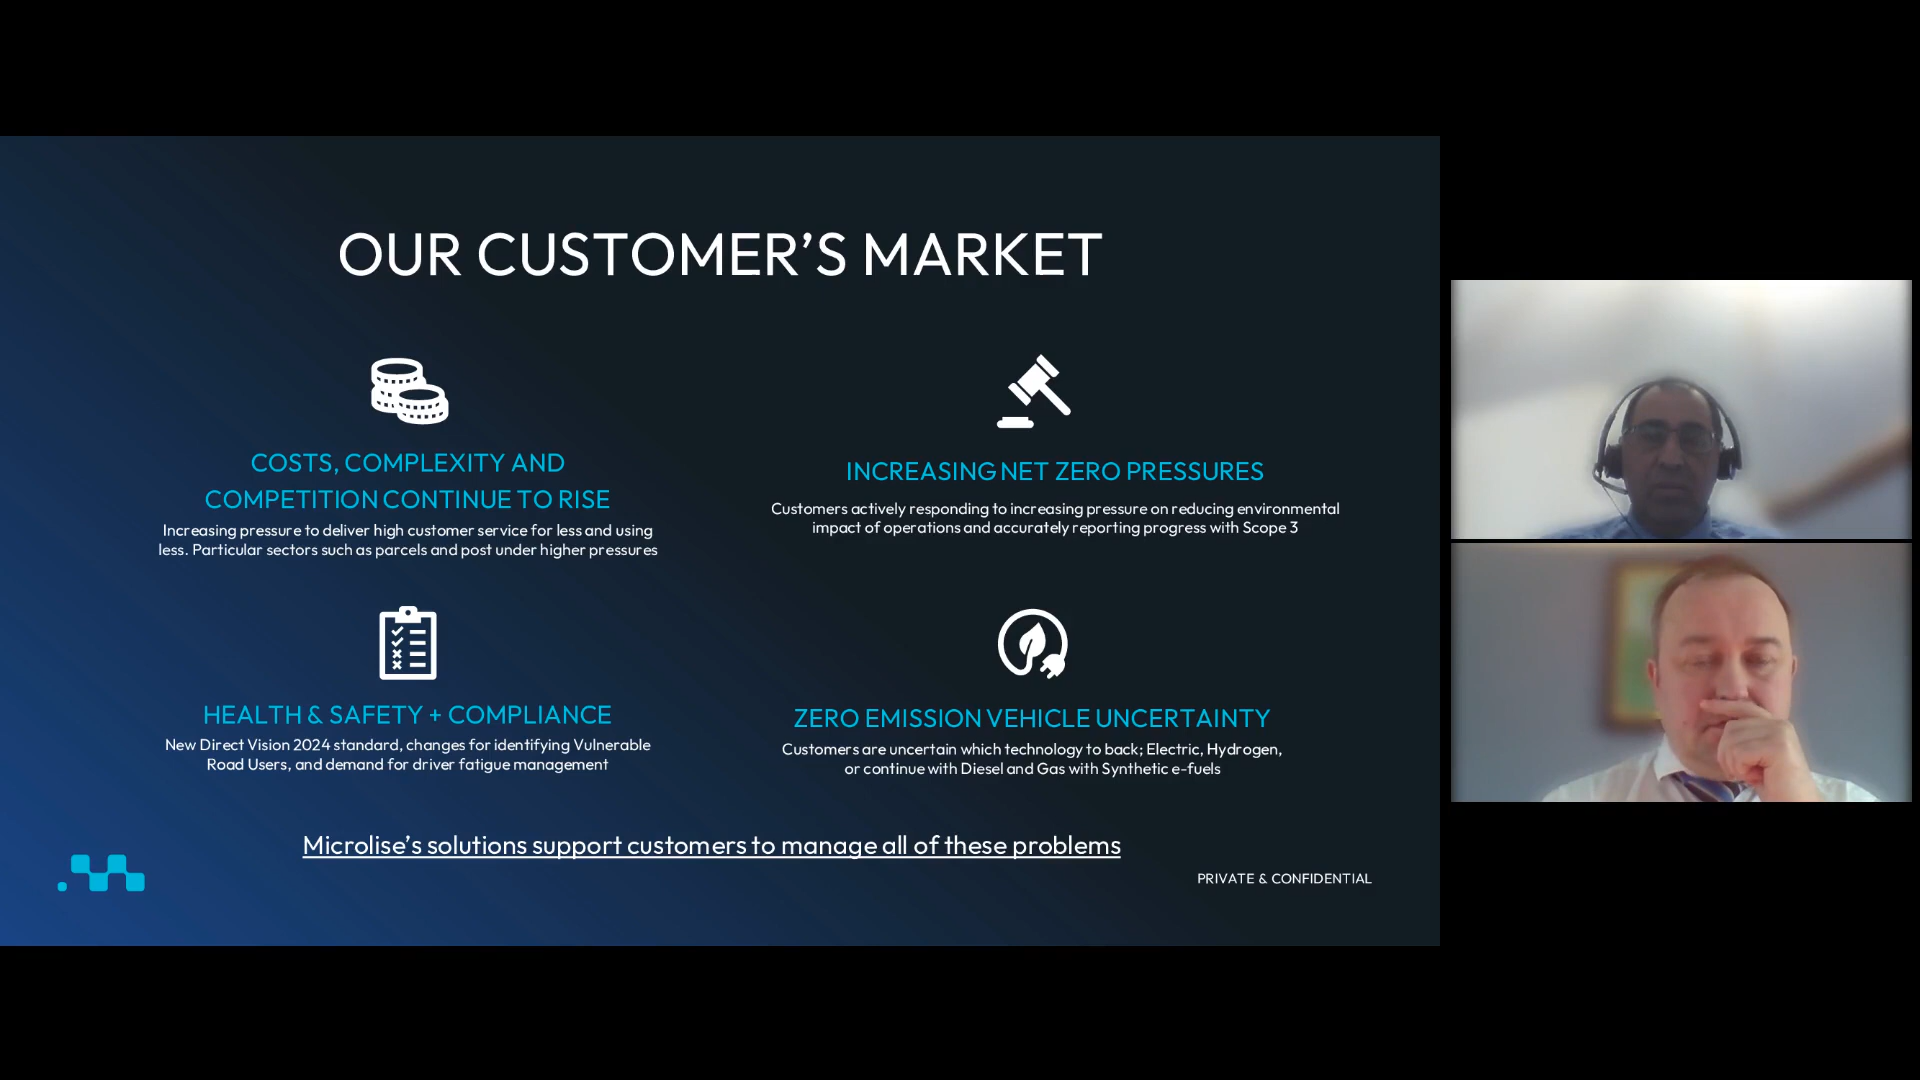 OUR CUSTOMER’S MARKET
COSTS, COMPLEXITY AND
COMPETITION CONTINUE TO RISE
Increasing pressure to deliver high customer service for less and using
less. Particular sectors such as parcels and post under higher pressures
INCREASING NET ZERO PRESSURES
Customers actively responding to increasing pressure on reducing environmental
impact of operations and accurately reporting progress with Scope 3
HEALTH & SAFETY + COMPLIANCE
New Direct Vision 2024 standard, changes for identifying Vulnerable
Road Users, and demand for driver fatigue management
ZERO EMISSION VEHICLE UNCERTAINTY
Customers are uncertain which technology to back; Electric, Hydrogen,
or continue with Diesel and Gas with Synthetic e-fuels
Microlise’s solutions support customers to manage all of these problems
PRIVATE & CONFIDENTIAL